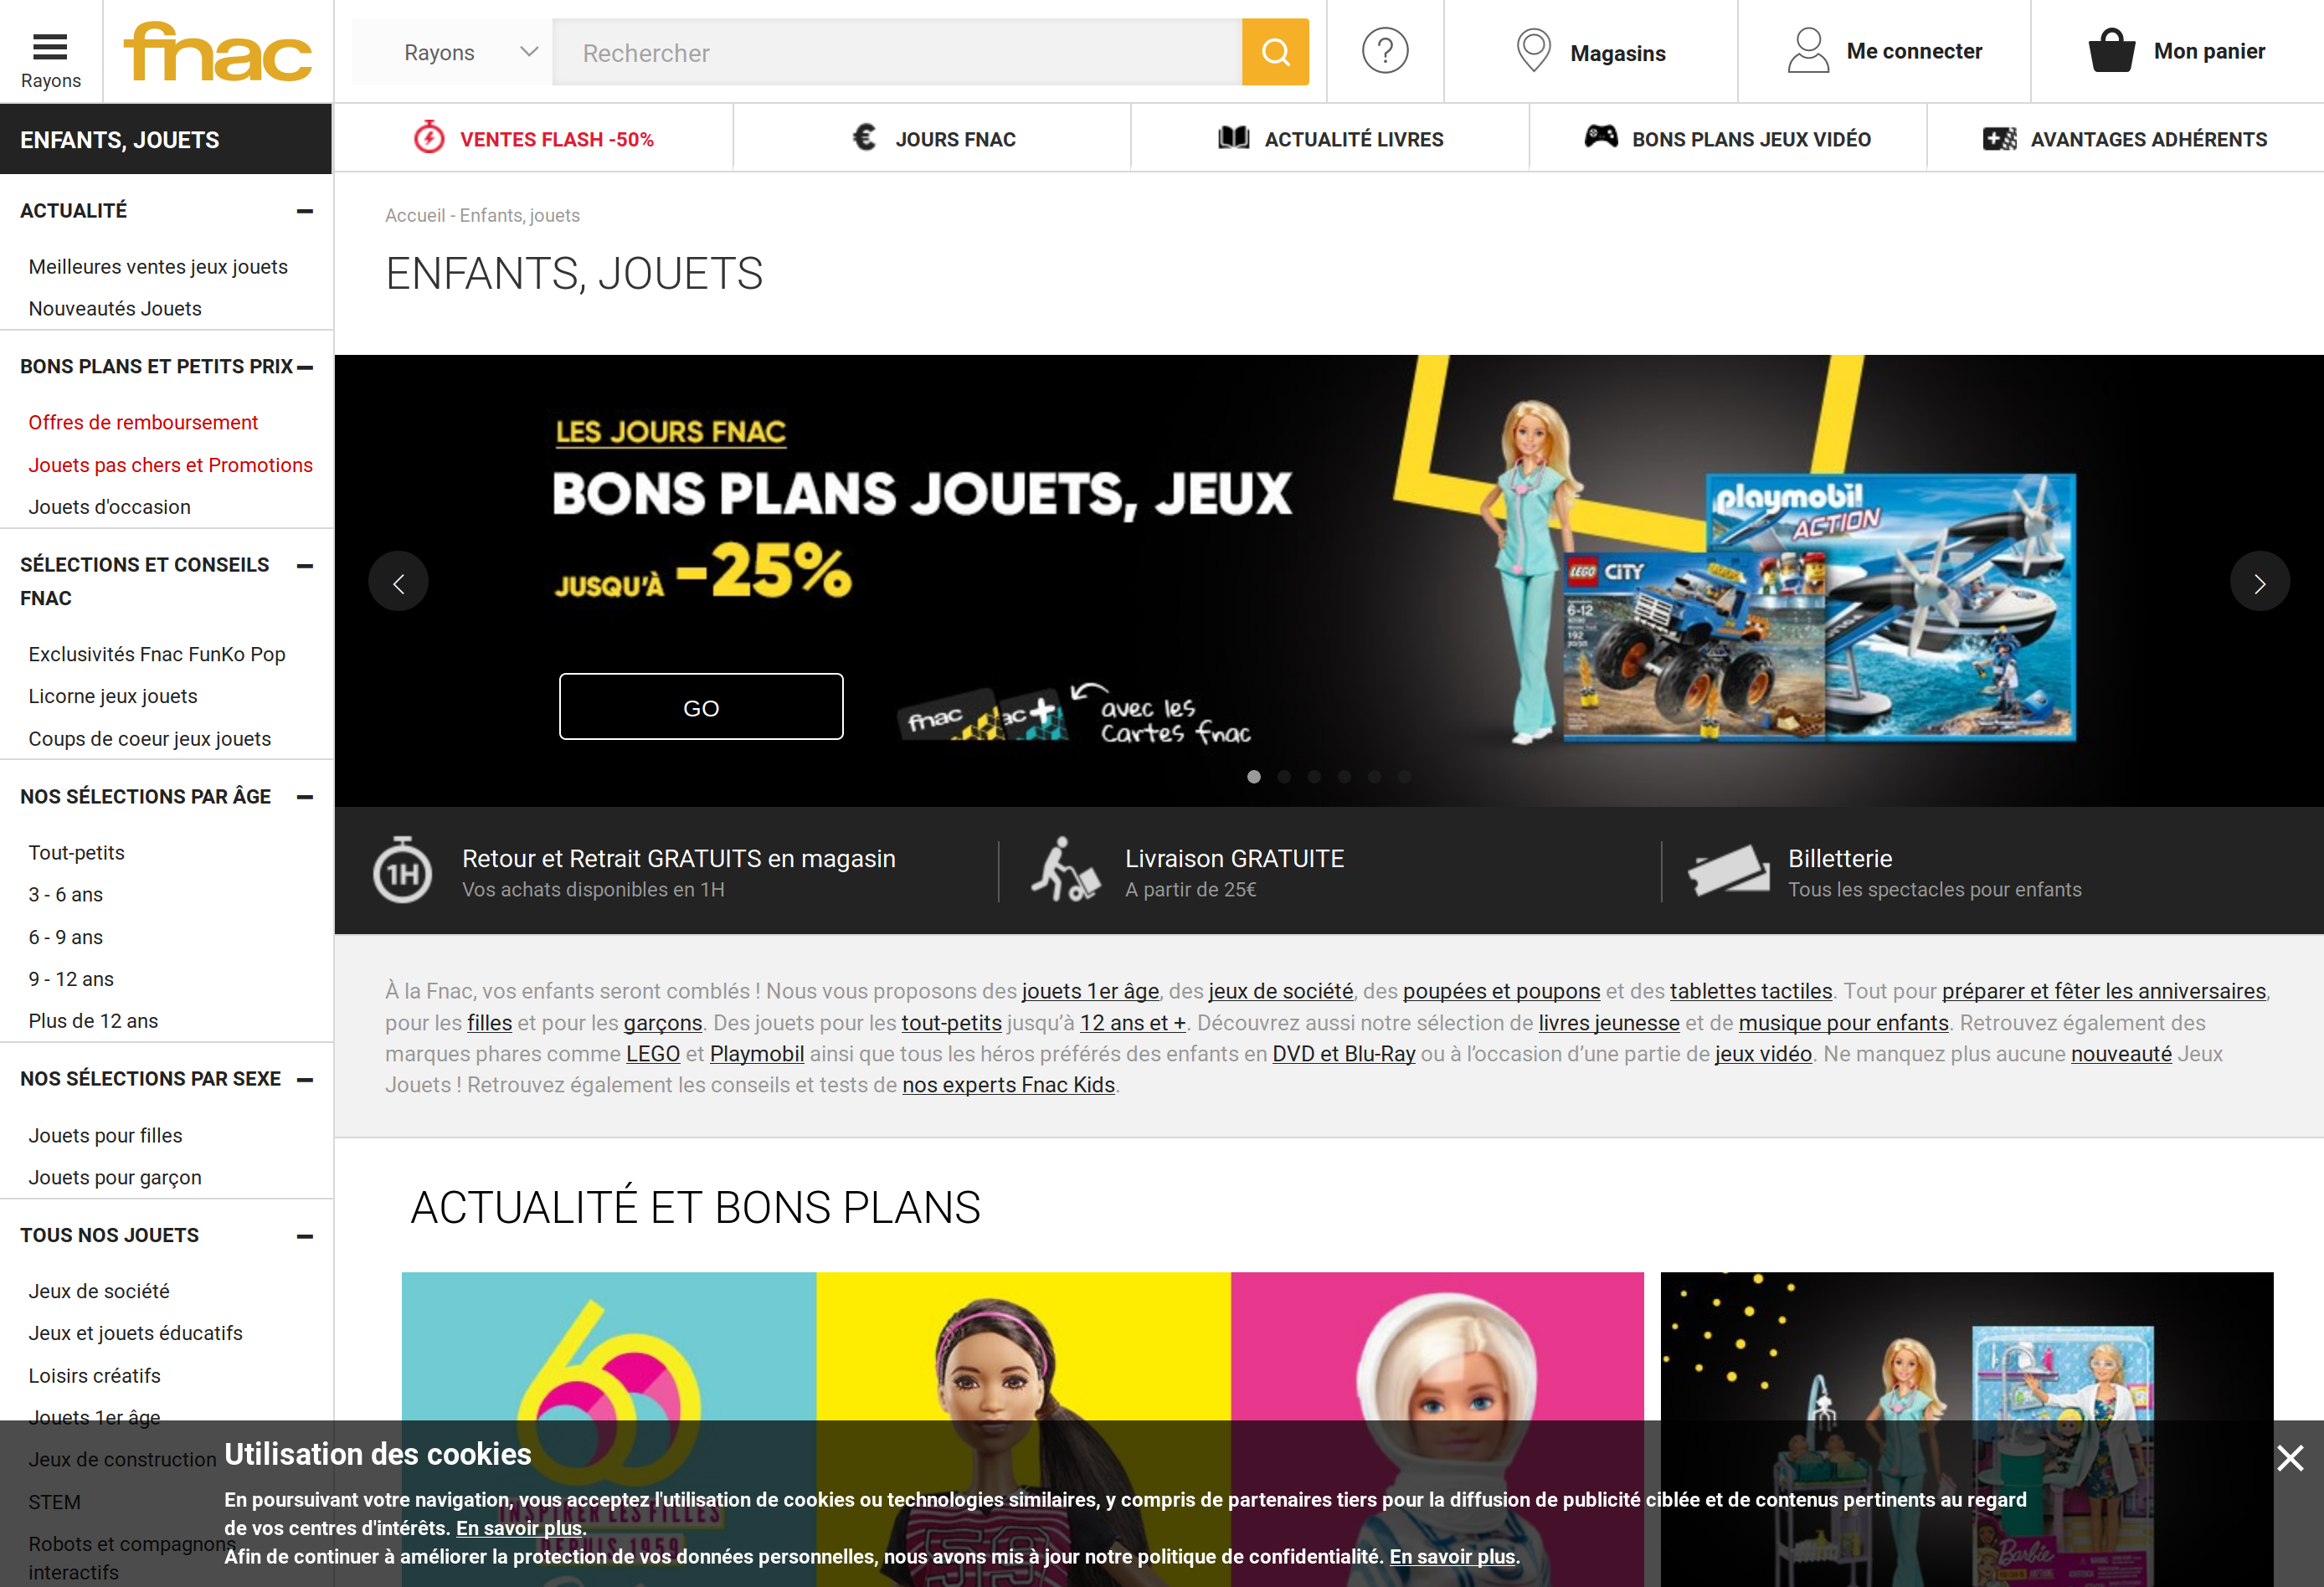 Rayons
fnac
Rayons
Rechercher
?
Magasins
Me connecter
Mon panier
ENFANTS, JOUETS
VENTES FLASH -50%
JOURS FNAC
ACTUALITÉ LIVRES
BONS PLANS JEUX VIDÉO
AVANTAGES ADHÉRENTS
ACTUALITÉ
Meilleures ventes jeux jouets
Nouveautés Jouets
BONS PLANS ET PETITS PRIX
Offres de remboursement
Jouets pas chers et Promotions
Jouets d'occasion
SÉLECTIONS ET CONSEILS
FNAC
Exclusivités Fnac FunKo Pop
Licorne jeux jouets
Coups de coeur jeux jouets
NOS SÉLECTIONS PAR ÂGE
Tout-petits
3 - 6 ans
6 - 9 ans
9 - 12 ans
Plus de 12 ans
NOS SÉLECTIONS PAR SEXE
Jouets pour filles
Jouets pour garçon
TOUS NOS JOUETS
Jeux de société
Jeux et jouets éducatifs
Loisirs créatifs
Jouets 1er âge
Jeux de construction
STEM
Robots et compagnons
interactifs
Accueil - Enfants, jouets
ENFANTS, JOUETS
LES JOURS FNAC
BONS PLANS JOUETS, JEUX
JUSQU'À -25%
GO
fnac
ac+
avec les
Cartes fnac
playmobil
ACTION
LEGO CITY
6-12
192
Retour et Retrait GRATUITS en magasin
1H
Vos achats disponibles en 1H
Livraison GRATUITE
A partir de 25€
Billetterie
Tous les spectacles pour enfants
À la Fnac, vos enfants seront comblés ! Nous vous proposons des jouets 1er âge, des jeux de société, des poupées et poupons et des tablettes tactiles. Tout pour préparer et fêter les anniversaires,
pour les filles et pour les garçons. Des jouets pour les tout-petits jusqu’à 12 ans et +. Découvrez aussi notre sélection de livres jeunesse et de musique pour enfants. Retrouvez également des
marques phares comme LEGO et Playmobil ainsi que tous les héros préférés des enfants en DVD et Blu-Ray ou à l’occasion d’une partie de jeux vidéo. Ne manquez plus aucune nouveauté Jeux
Jouets ! Retrouvez également les conseils et tests de nos experts Fnac Kids.
ACTUALITÉ ET BONS PLANS
60
INSPIRER LES FILLES
DEPUIS 1959
Barbie
Utilisation des cookies
En poursuivant votre navigation, vous acceptez l'utilisation de cookies ou technologies similaires, y compris de partenaires tiers pour la diffusion de publicité ciblée et de contenus pertinents au regard
de vos centres d'intérêts. En savoir plus.
Afin de continuer à améliorer la protection de vos données personnelles, nous avons mis à jour notre politique de confidentialité. En savoir plus.